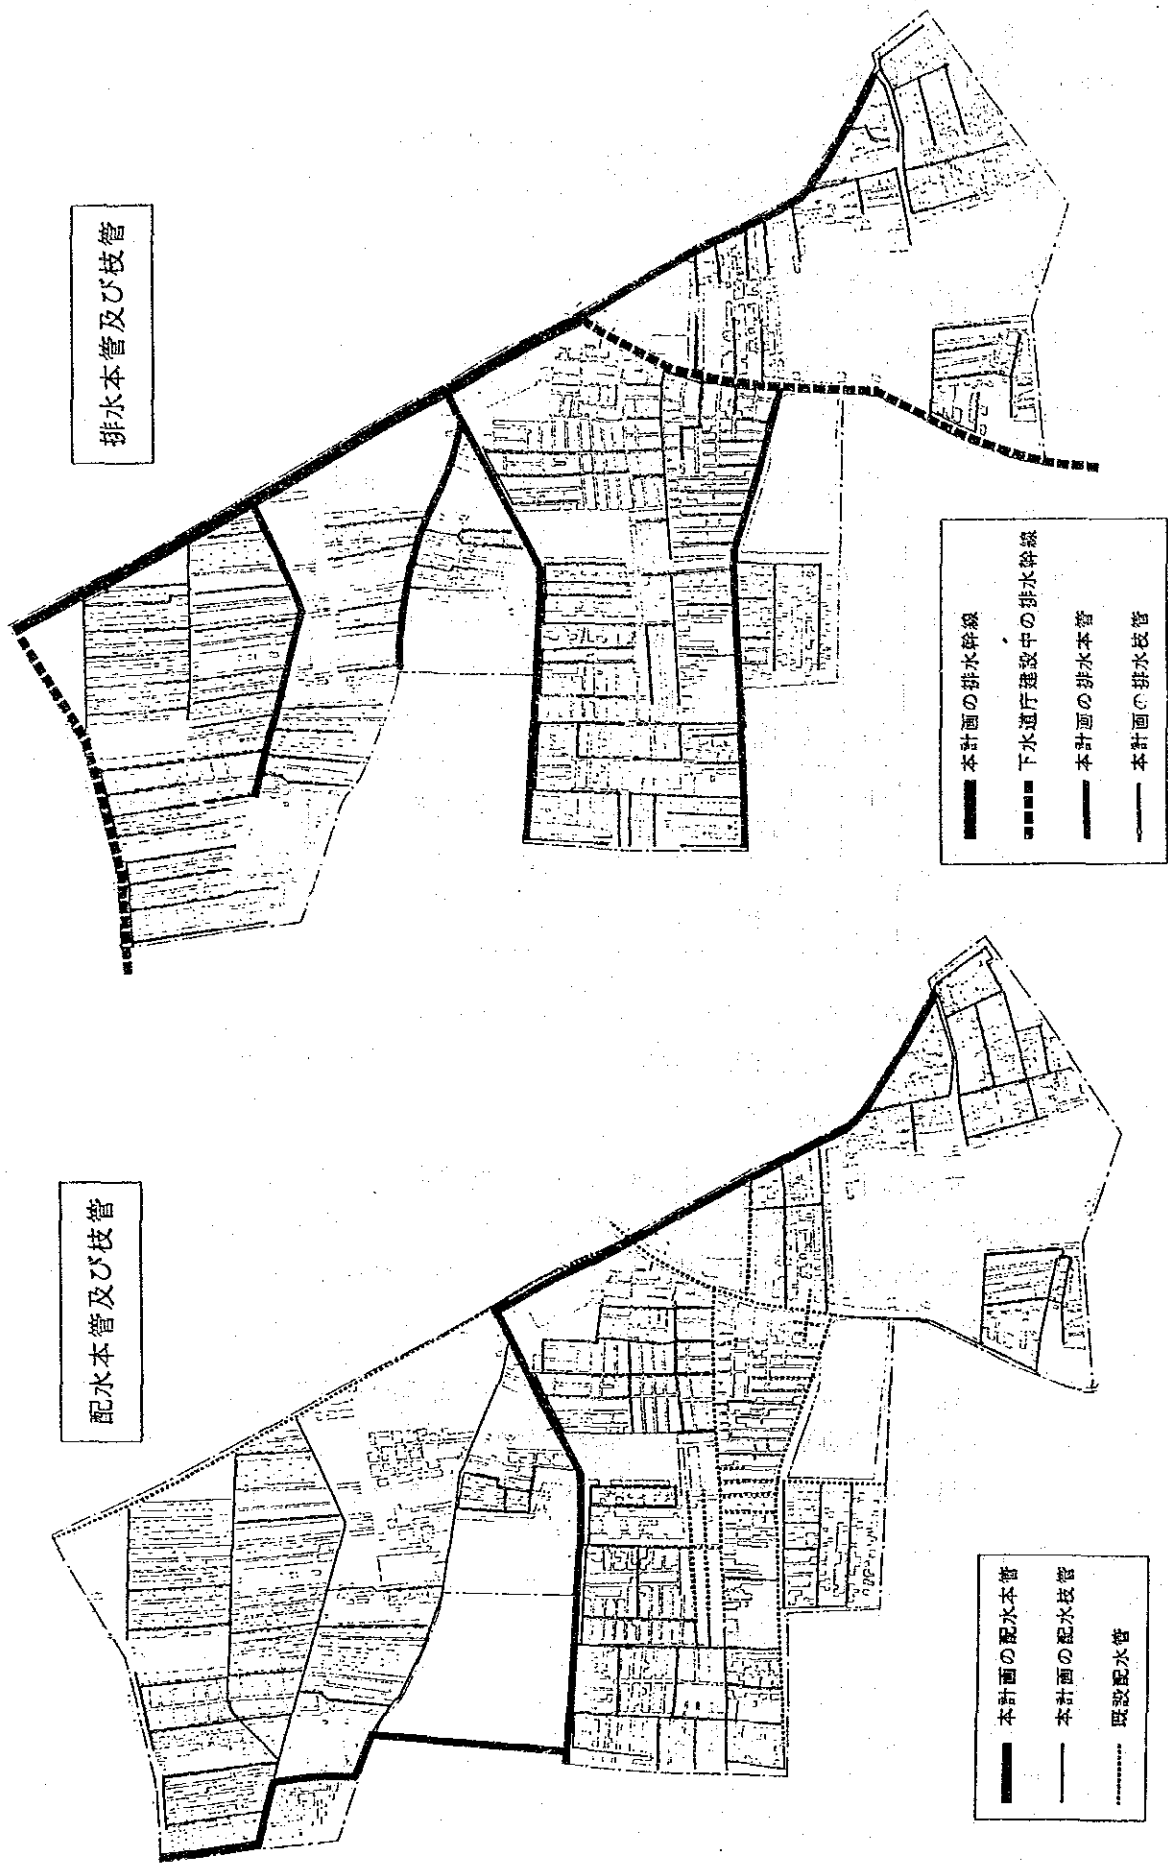 配水本管及び枝管
本計画の配水本管
本計画の配水枝管
既設配水管
排水本管及び枝管
本計画の排水幹線
下水道庁建設中の排水幹線
本計画の排水本管
本計画の排水枝管